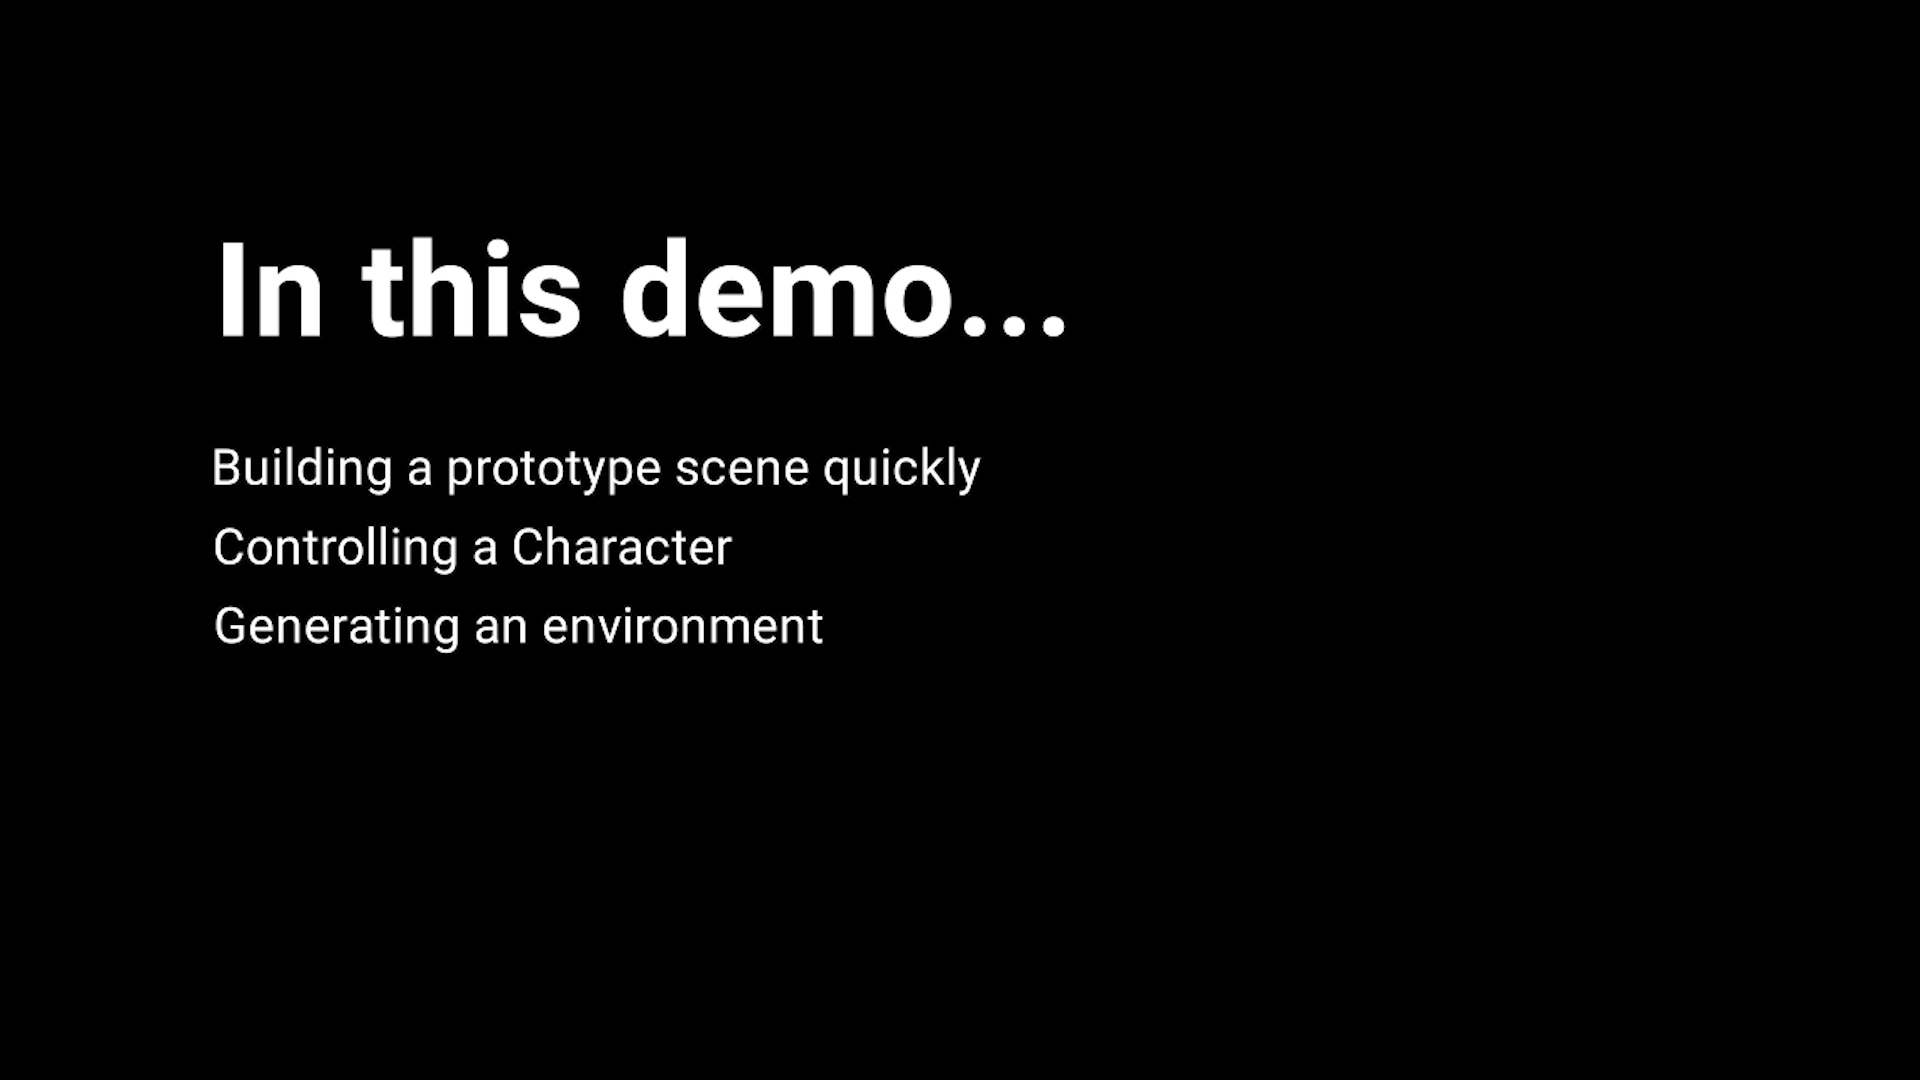 In this demo...
Building a prototype scene quickly
Controlling a Character
Generating an environment